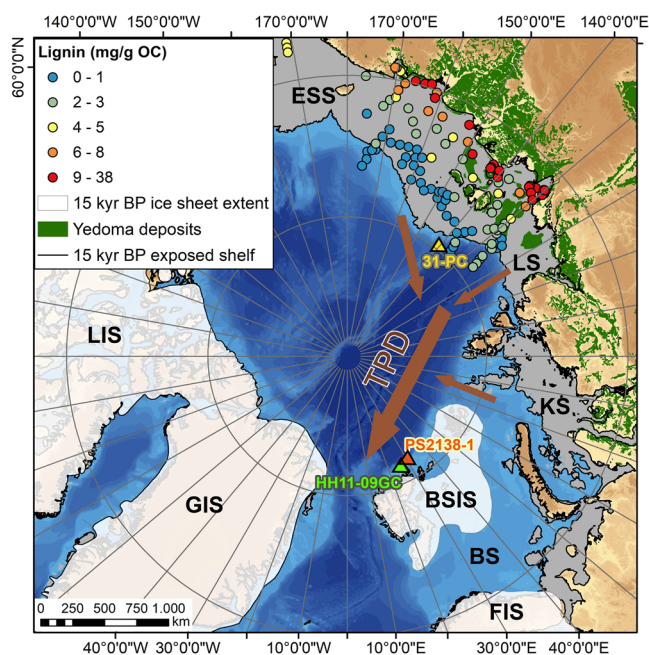 140°0'0"W 150°0'0"W 170°0'0"W 170°0'0"E 150°0'0"E 140°0'0"E
60°0'0"N
Lignin (mg/g OC)
0 - 1
2 - 3
4 - 5
6 - 8
9 - 38
15 kyr BP ice sheet extent
Yedoma deposits
15 kyr BP exposed shelf
ESS
31-PC
LS
LIS
TPD
KS
PS2138-1
HH11-09GC
BSIS
GIS
BS
FIS
0 250 500 750 1.000
km
40°0'0"W 30°0'0"W 10°0'0"E 30°0'0"E 40°0'0"E